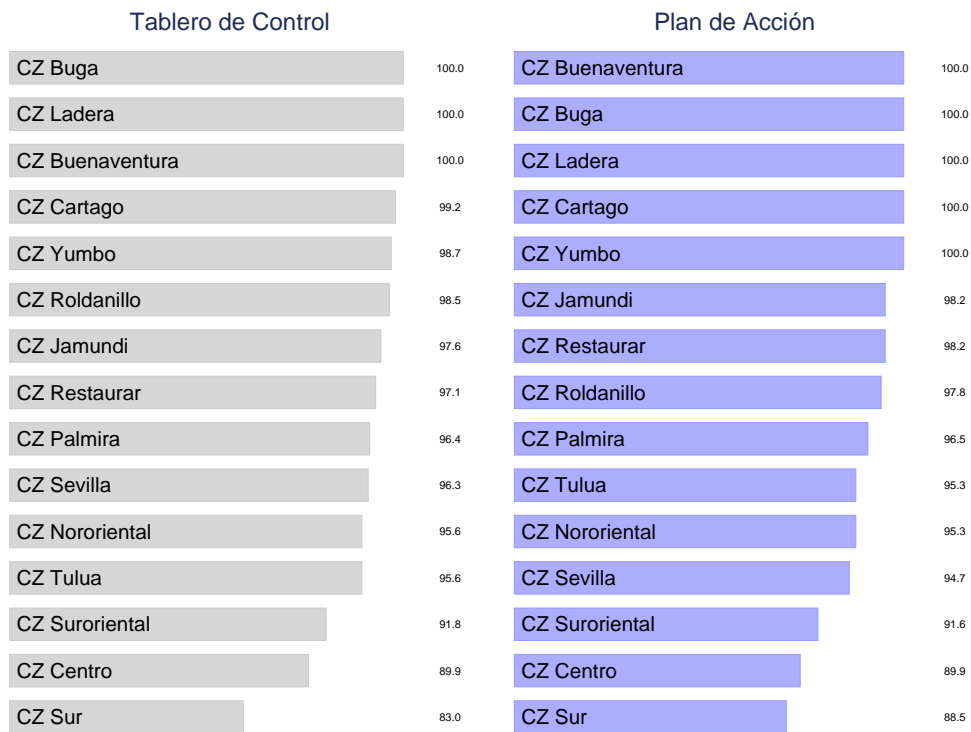 Tablero de Control
CZ Buga 100.0
CZ Ladera 100.0
CZ Buenaventura 100.0
CZ Cartago 99.2
CZ Yumbo 98.7
CZ Roldanillo 98.5
CZ Jamundi 97.6
CZ Restaurar 97.1
CZ Palmira 96.4
CZ Sevilla 96.3
CZ Nororiental 95.6
CZ Tulua 95.6
CZ Suroriental 91.8
CZ Centro 89.9
CZ Sur 83.0
Plan de Acción
CZ Buenaventura 100.0
CZ Buga 100.0
CZ Ladera 100.0
CZ Cartago 100.0
CZ Yumbo 100.0
CZ Jamundi 98.2
CZ Restaurar 98.2
CZ Roldanillo 97.8
CZ Palmira 96.5
CZ Tulua 95.3
CZ Nororiental 95.3
CZ Sevilla 94.7
CZ Suroriental 91.6
CZ Centro 89.9
CZ Sur 88.5